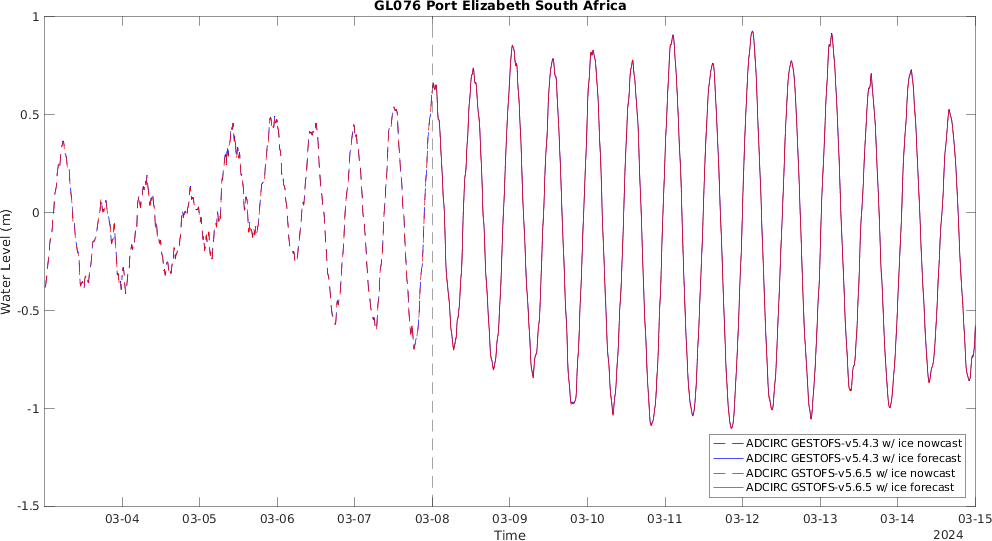 GL076 Port Elizabeth South Africa
Water Level (m)
1
0.5
0
-0.5
-1
-1.5
ADCIRC GESTOFS-v5.4.3 w/ ice nowcast
ADCIRC GESTOFS-v5.4.3 w/ ice forecast
ADCIRC GSTOFS-v5.6.5 w/ ice nowcast
ADCIRC GSTOFS-v5.6.5 w/ ice forecast
03-04 03-05 03-06 03-07 03-08 03-09 03-10 03-11 03-12 03-13 03-14 03-15
Time
2024